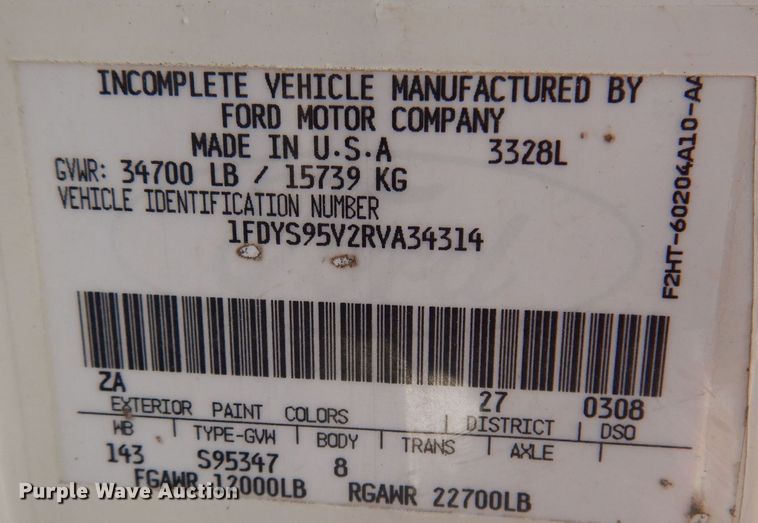 INCOMPLETE VEHICLE MANUFACTURED BY
FORD MOTOR COMPANY
MADE IN U.S.A 3328L
GVWR: 34700 LB / 15739 KG
VEHICLE IDENTIFICATION NUMBER
1FDYS95V2RVA34314
F2HT-60204A10-AA
ZA 27 0308
EXTERIOR PAINT COLORS DISTRICT DSO
WB TYPE-GVW BODY TRANS AXLE
143 S95347 8
FGAWR 12000LB RGAWR 22700LB
Purple Wave Auction